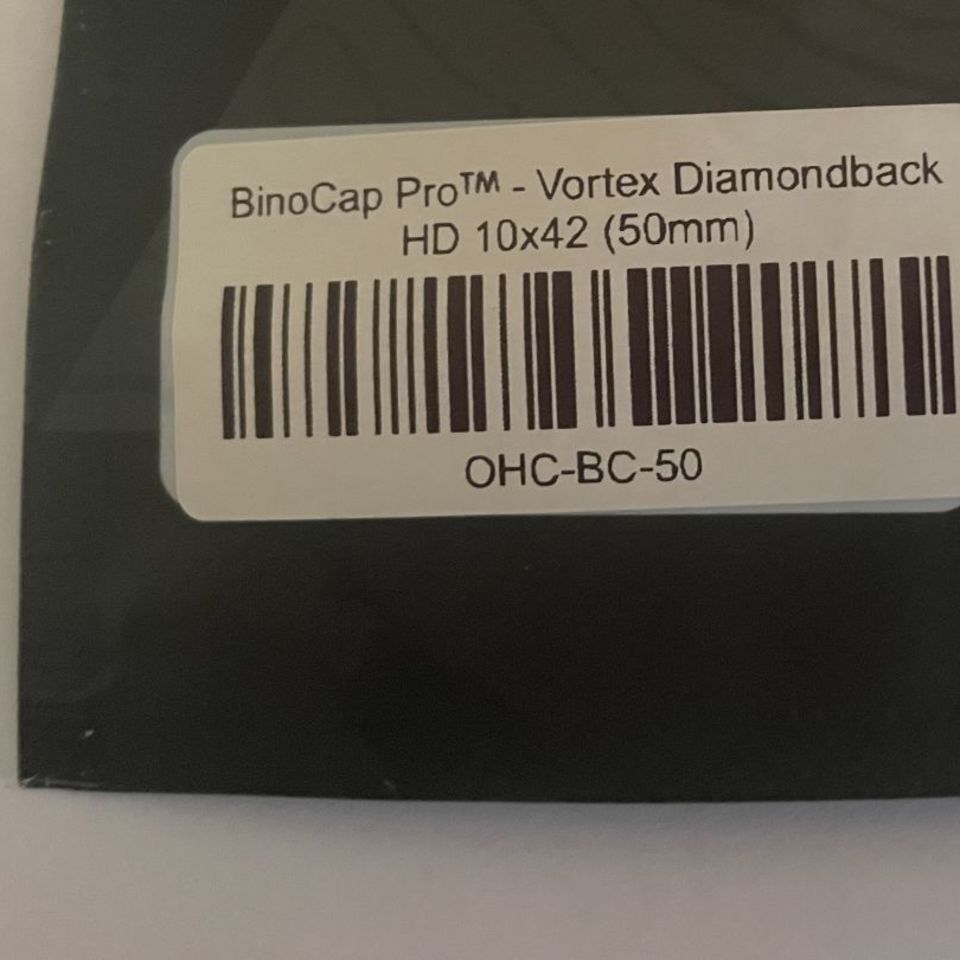 BinoCap Pro™ - Vortex Diamondback
HD 10x42 (50mm)
OHC-BC-50